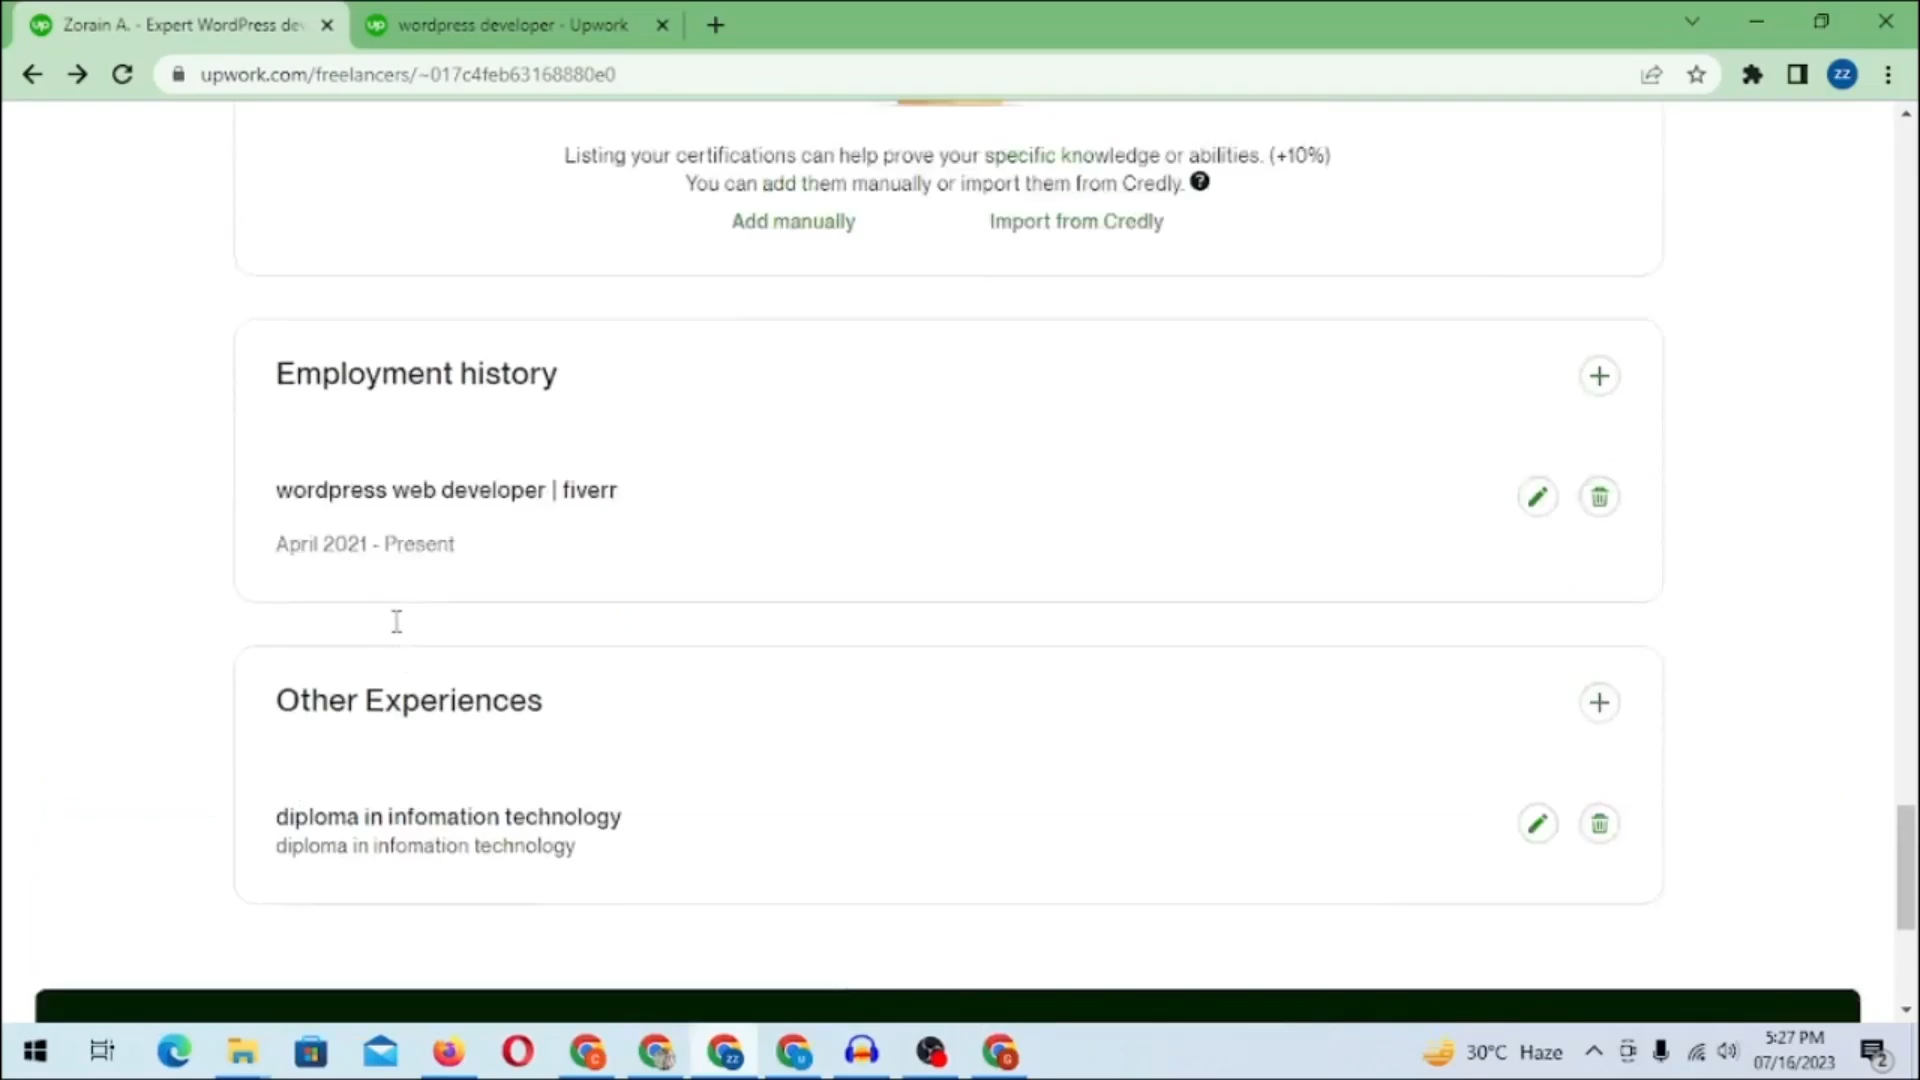 Zorain A. - Expert WordPress dev
wordpress developer - Upwork
upwork.com/freelancers/~017c4feb63168880e0
ZZ
Listing your certifications can help prove your specific knowledge or abilities. (+10%)
You can add them manually or import them from Credly.
Add manually
Import from Credly
Employment history
wordpress web developer | fiverr
April 2021 - Present
Other Experiences
diploma in infomation technology
diploma in infomation technology
30°C Haze
5:27 PM
07/16/2023
2